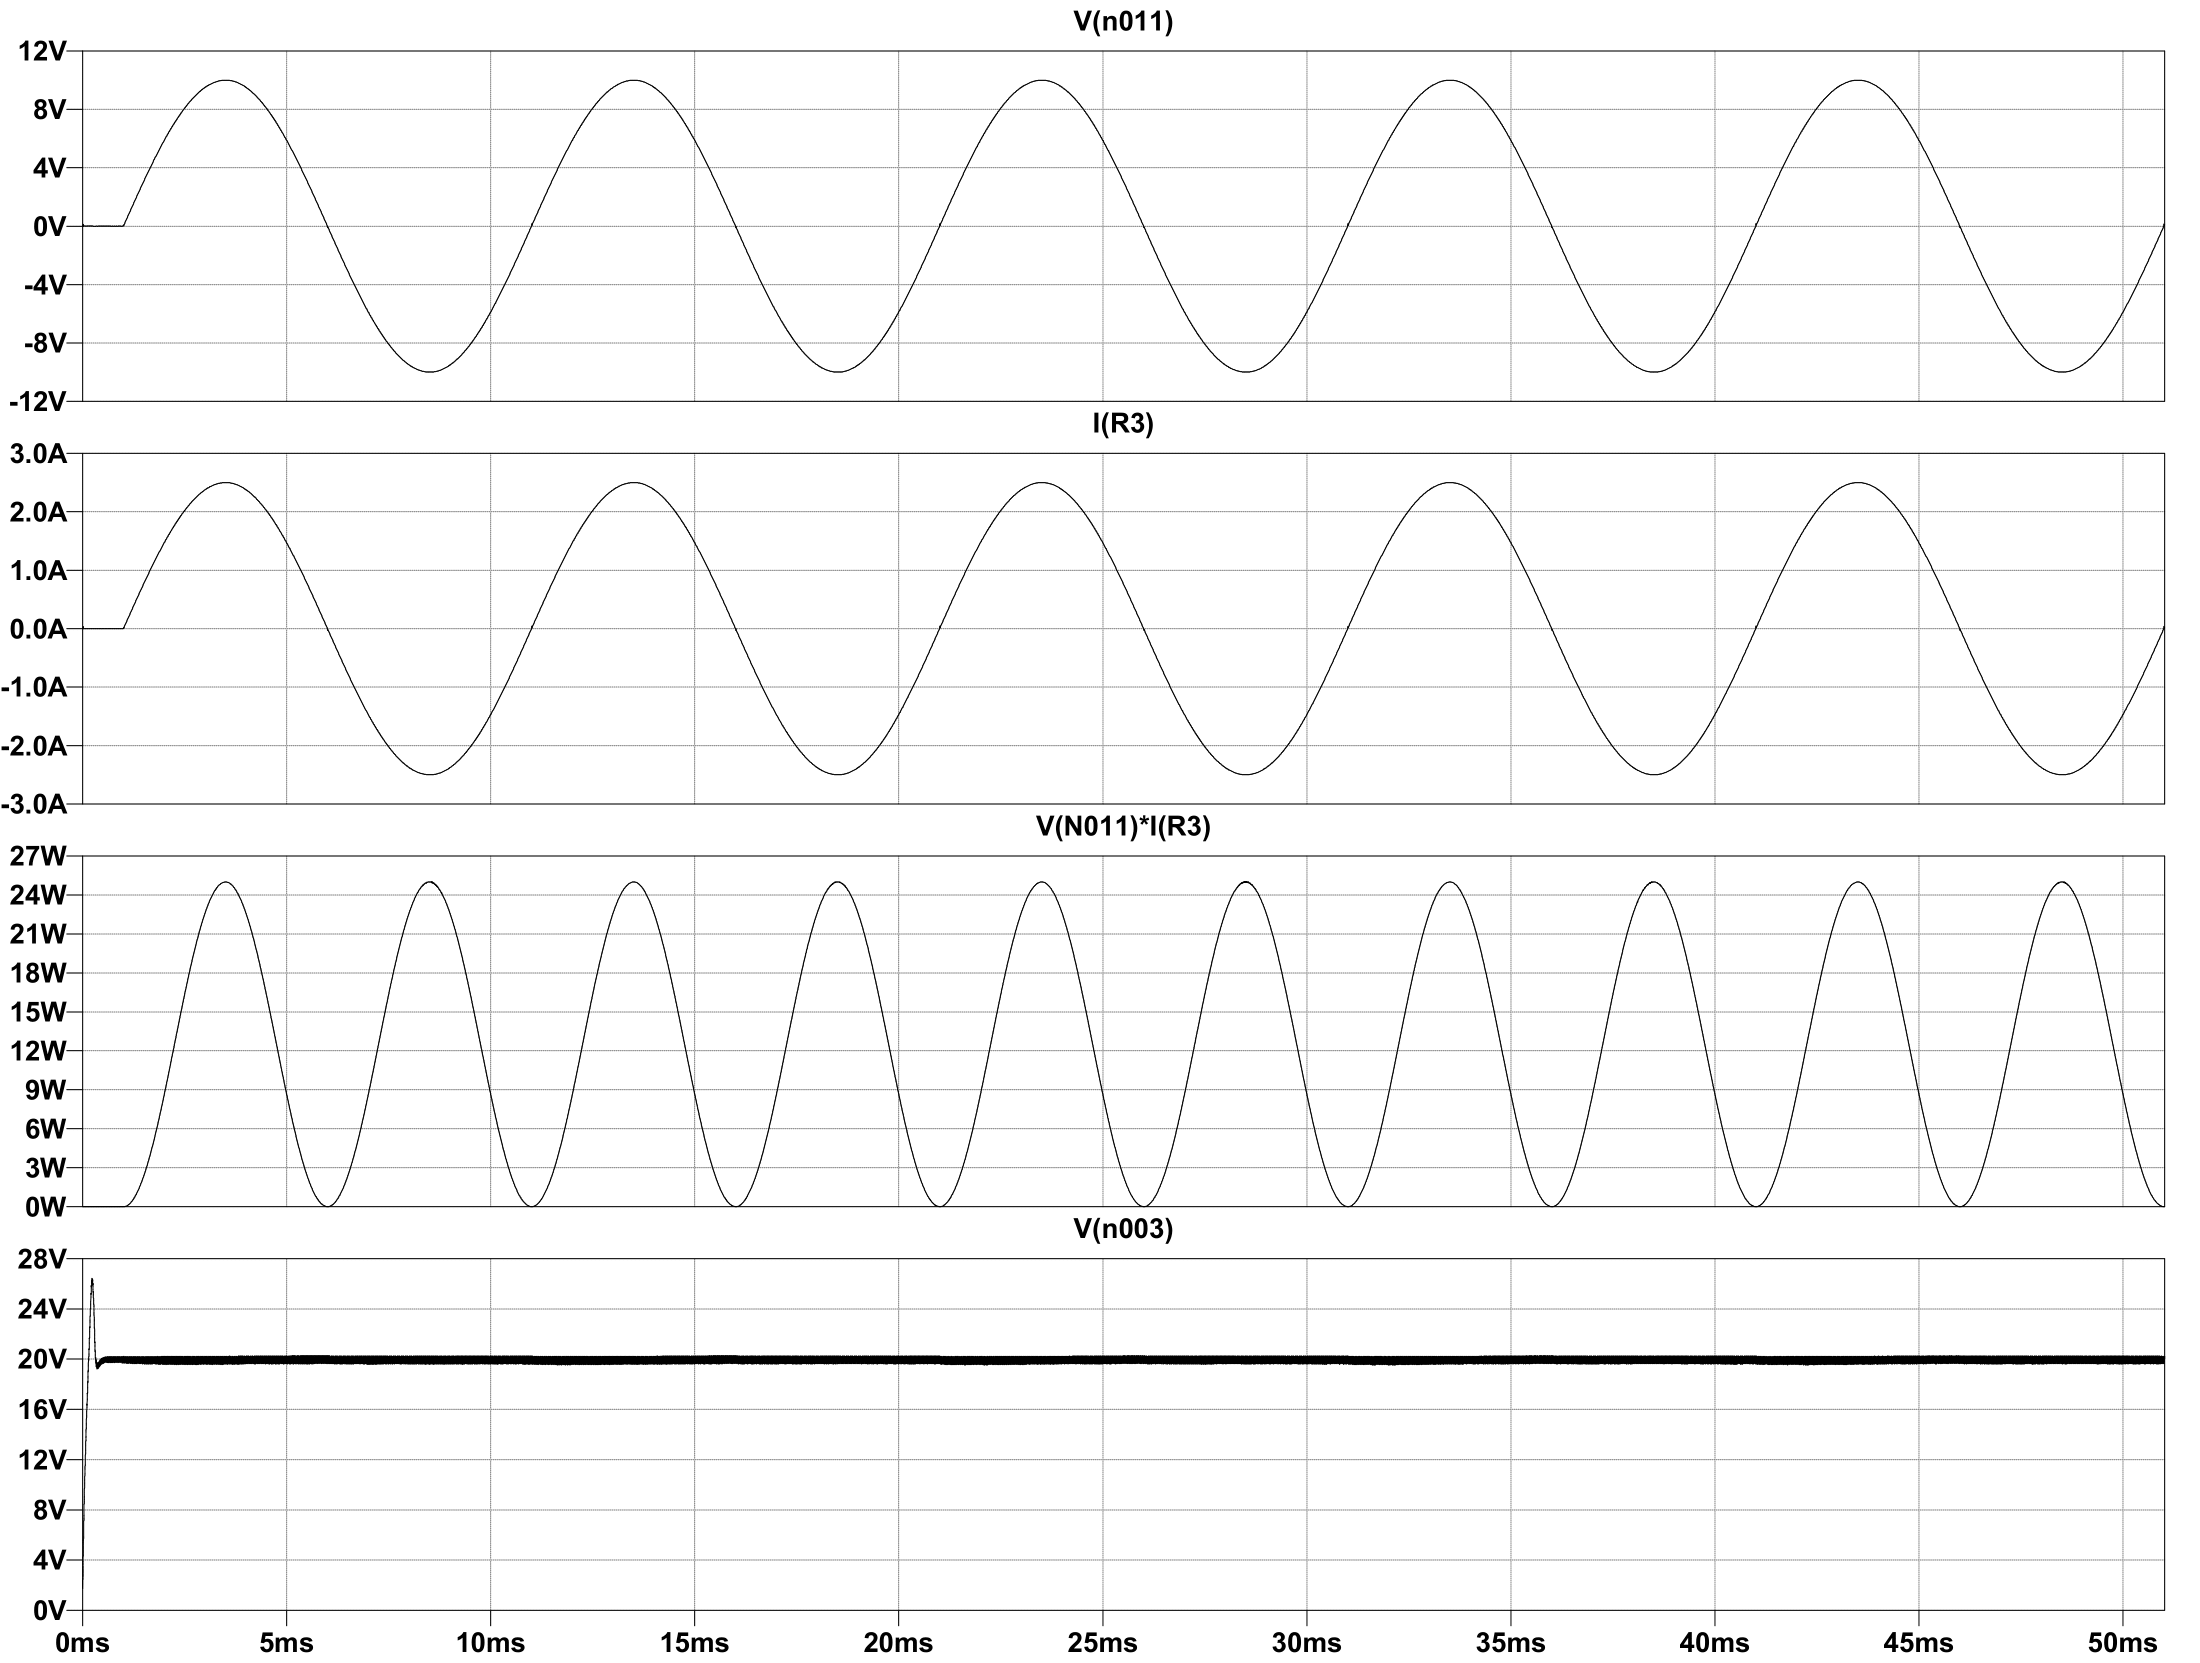 V(n011)
12V
8V
4V
0V
-4V
-8V
-12V
I(R3)
3.0A
2.0A
1.0A
0.0A
-1.0A
-2.0A
-3.0A
V(N011)*I(R3)
27W
24W
21W
18W
15W
12W
9W
6W
3W
0W
V(n003)
28V
24V
20V
16V
12V
8V
4V
0V
0ms 5ms 10ms 15ms 20ms 25ms 30ms 35ms 40ms 45ms 50ms